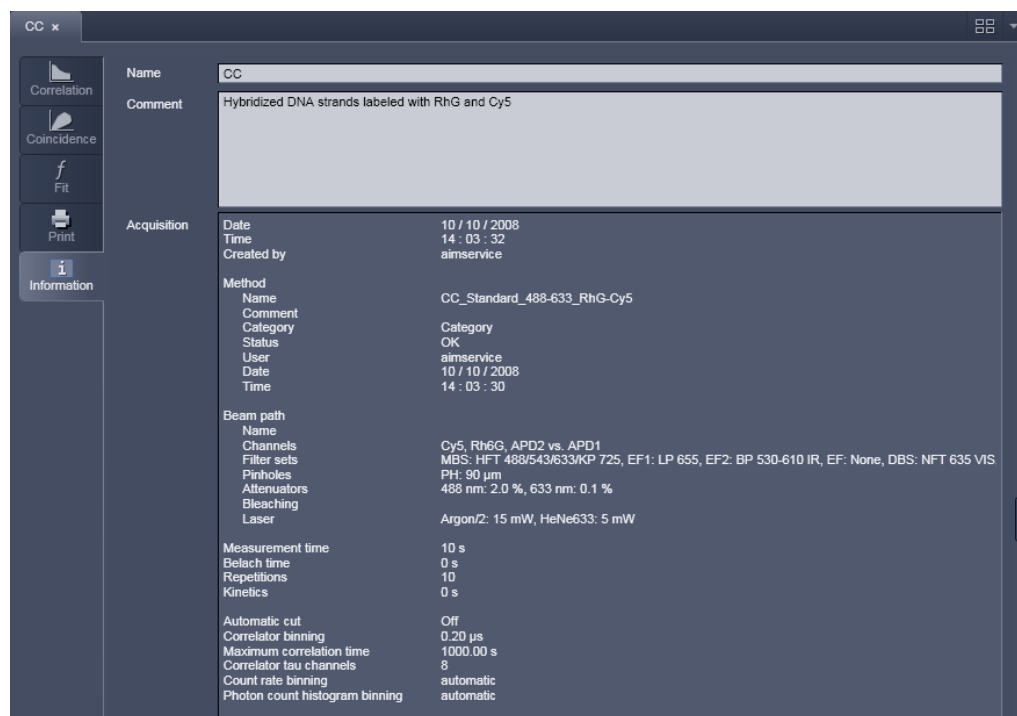 CC ×
Correlation
Coincidence
f
Fit
Print
i
Information
Name CC
Comment Hybridized DNA strands labeled with RhG and Cy5
Acquisition
Date 10 / 10 / 2008
Time 14 : 03 : 32
Created by aimservice
Method
Name CC_Standard_488-633_RhG-Cy5
Comment
Category Category
Status OK
User aimservice
Date 10 / 10 / 2008
Time 14 : 03 : 30
Beam path
Name
Channels Cy5, Rh6G, APD2 vs. APD1
Filter sets MBS: HFT 488/543/633/KP 725, EF1: LP 655, EF2: BP 530-610 IR, EF: None, DBS: NFT 635 VIS
Pinholes PH: 90 µm
Attenuators 488 nm: 2.0 %, 633 nm: 0.1 %
Bleaching
Laser Argon/2: 15 mW, HeNe633: 5 mW
Measurement time 10 s
Belach time 0 s
Repetitions 10
Kinetics 0 s
Automatic cut Off
Correlator binning 0.20 µs
Maximum correlation time 1000.00 s
Correlator tau channels 8
Count rate binning automatic
Photon count histogram binning automatic